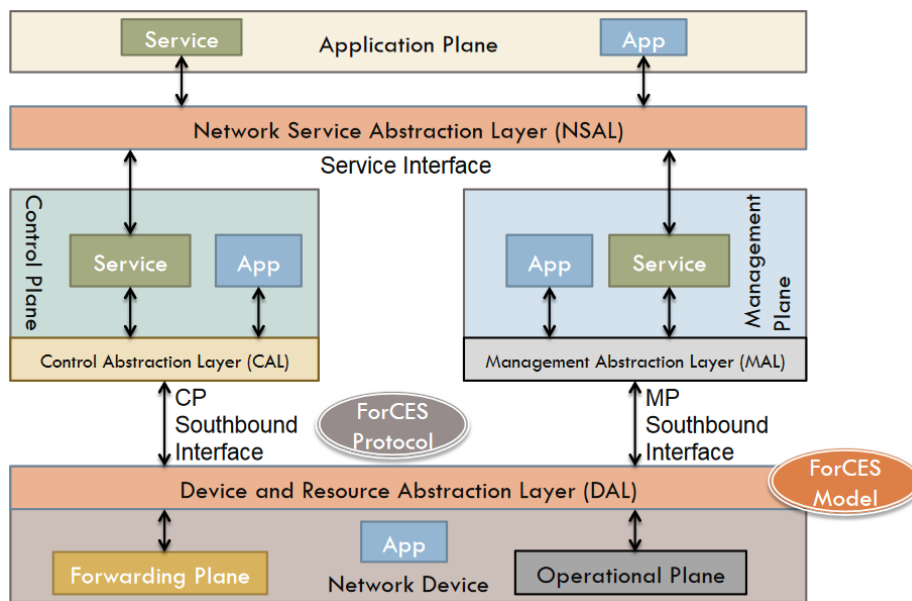 Service
Application Plane
App
Network Service Abstraction Layer (NSAL)
Service Interface
Control Plane
Service
App
App
Service
Management
Plane
Control Abstraction Layer (CAL)
Management Abstraction Layer (MAL)
CP
Southbound
Interface
ForCES
Protocol
MP
Southbound
Interface
Device and Resource Abstraction Layer (DAL)
ForCES
Model
App
Forwarding Plane
Network Device
Operational Plane